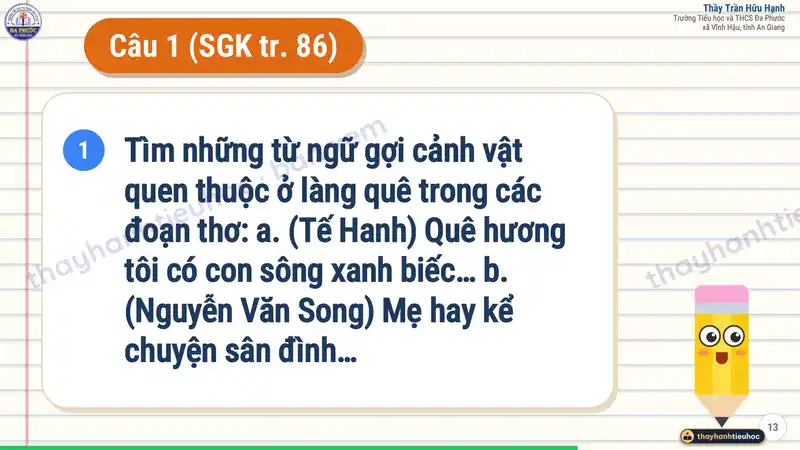 Thầy Trần Hữu Hạnh
Trường Tiểu học và THCS Đa Phước
xã Vĩnh Hậu, tỉnh An Giang
ĐA PHƯỚC
Câu 1 (SGK tr. 86)
1
Tìm những từ ngữ gợi cảnh vật
quen thuộc ở làng quê trong các
đoạn thơ: a. (Tế Hanh) Quê hương
tôi có con sông xanh biếc… b.
(Nguyễn Văn Song) Mẹ hay kể
chuyện sân đình…
thayhanhtieuhoc
13